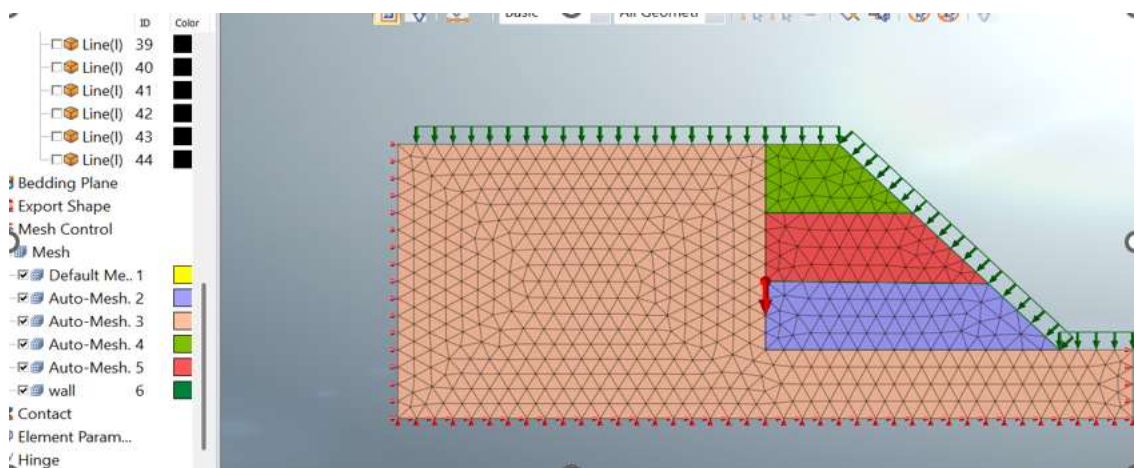 ID Color
Line(I) 39
Line(I) 40
Line(I) 41
Line(I) 42
Line(I) 43
Line(I) 44
Bedding Plane
Export Shape
Mesh Control
Mesh
Default Me.. 1
Auto-Mesh. 2
Auto-Mesh. 3
Auto-Mesh. 4
Auto-Mesh. 5
wall 6
Contact
Element Param...
Hinge